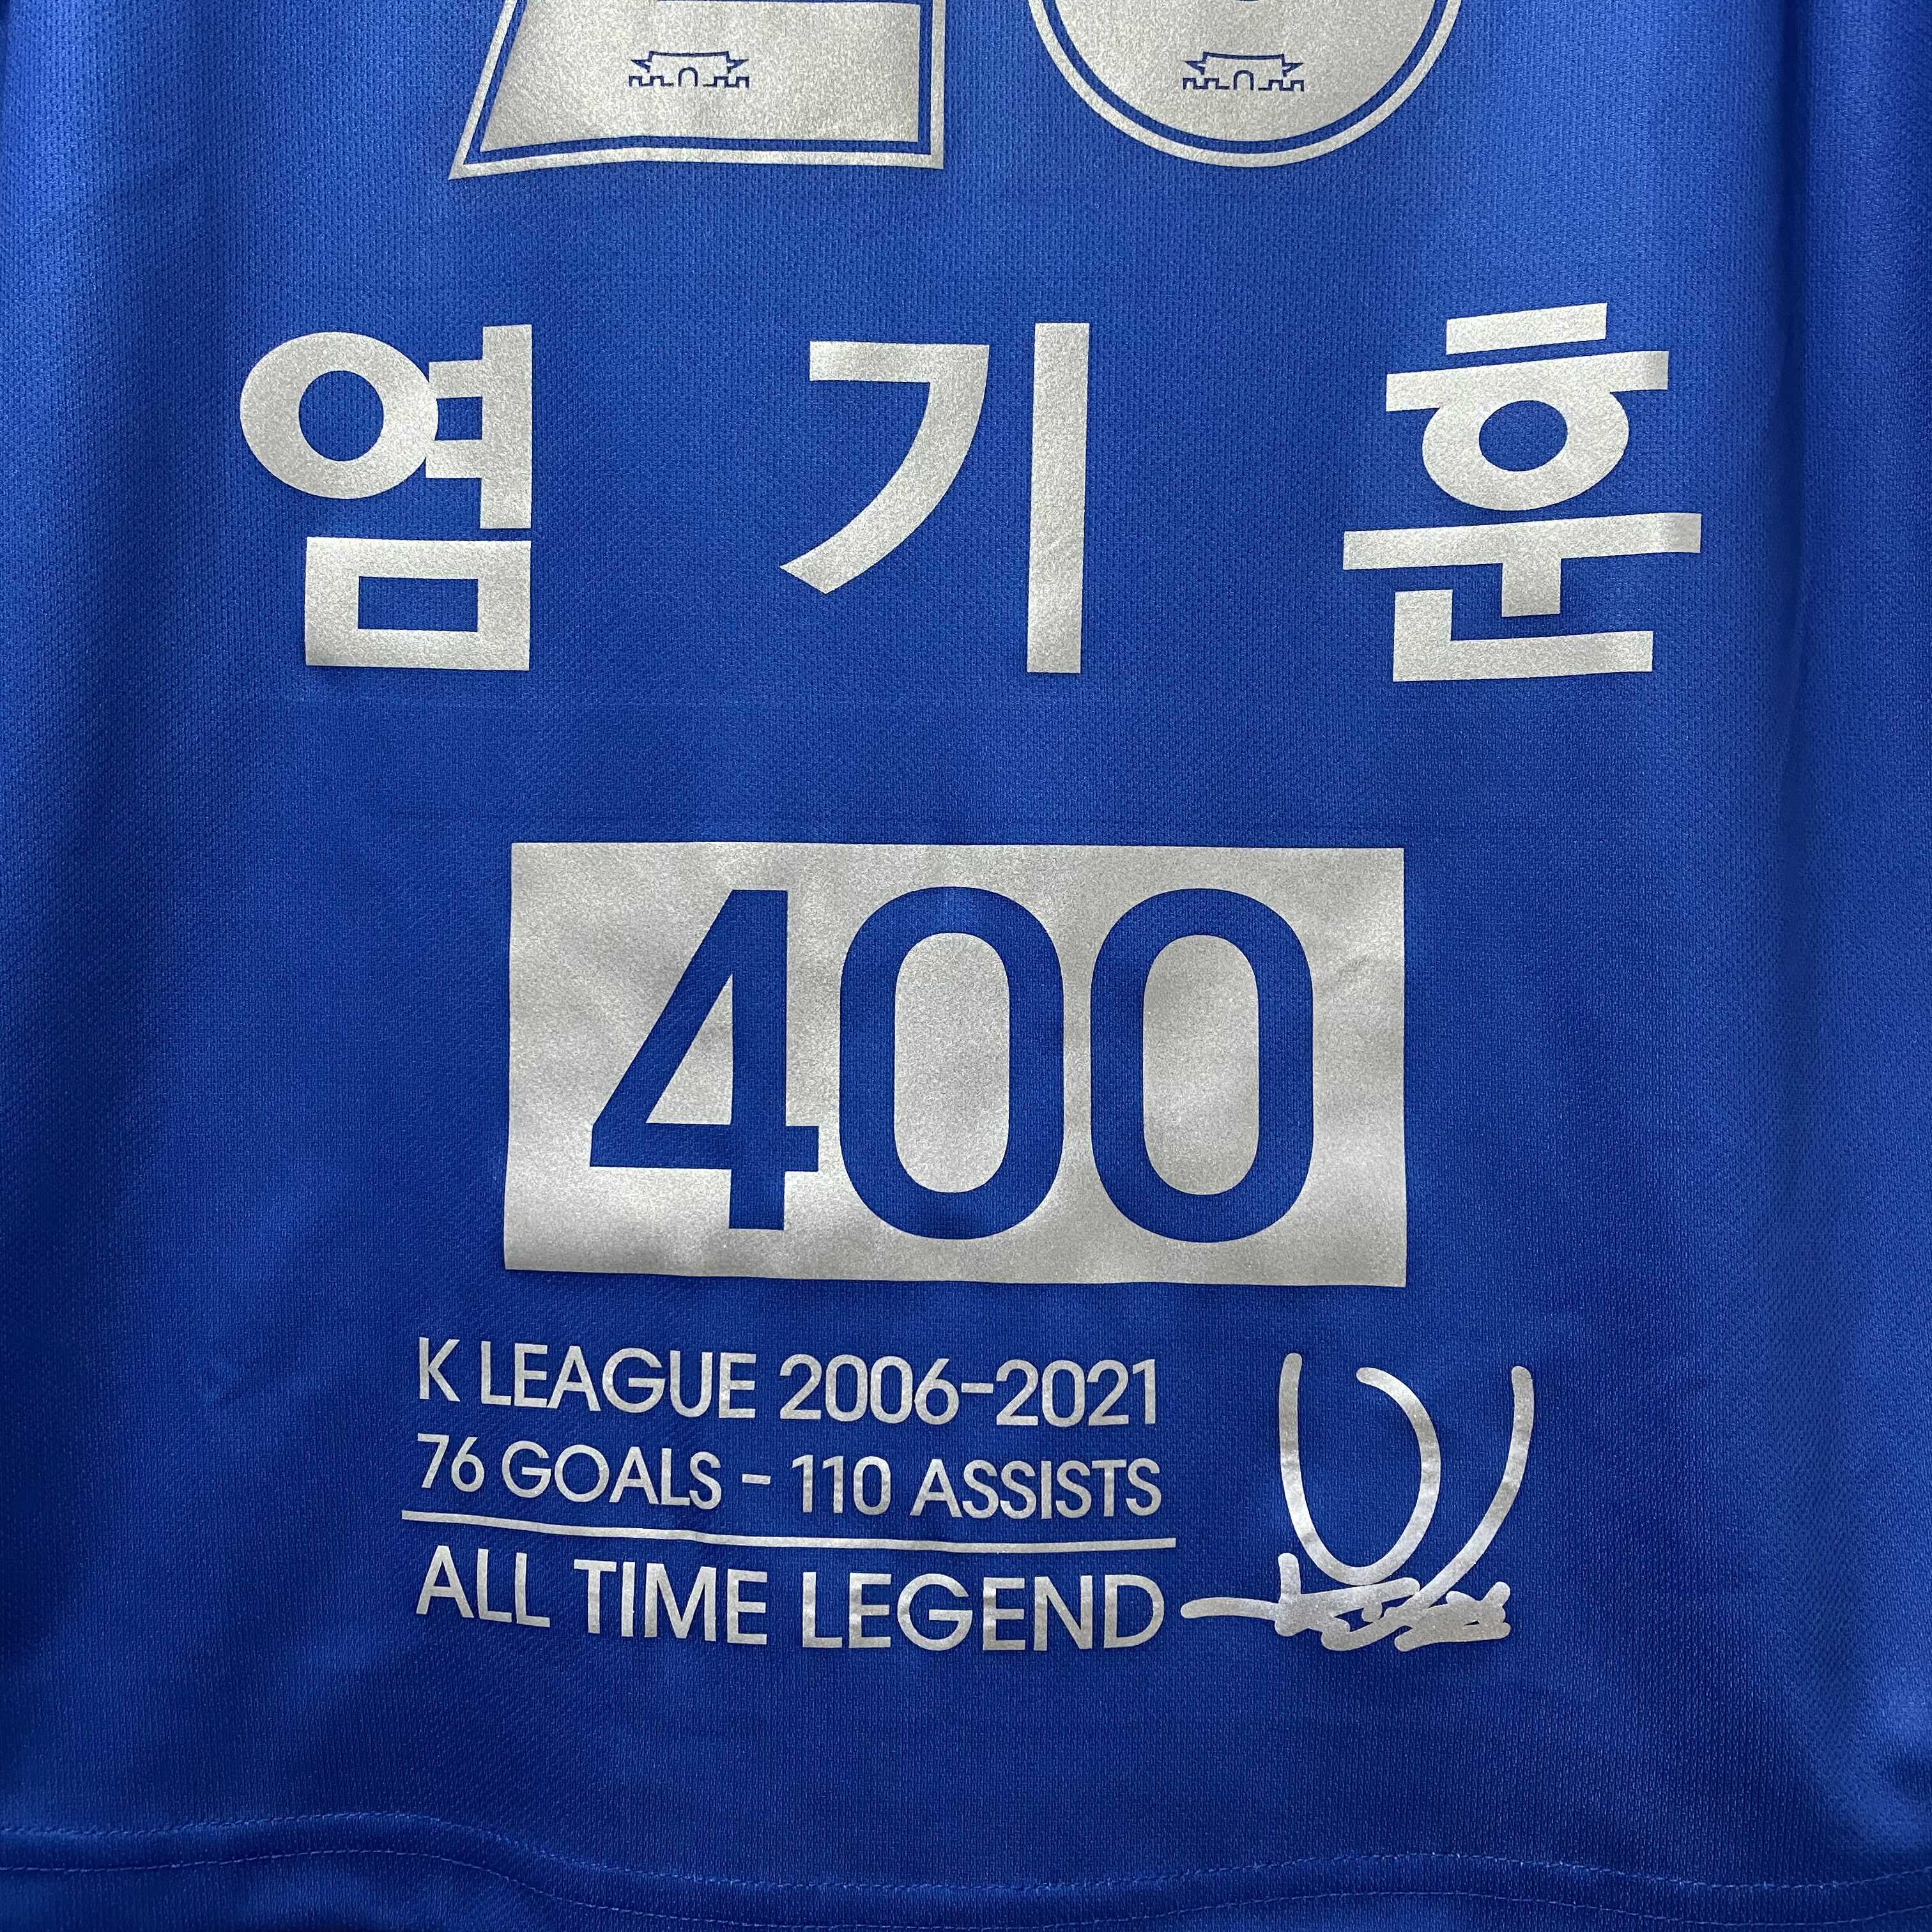 염기훈
400
K LEAGUE 2006-2021
76 GOALS - 110 ASSISTS
ALL TIME LEGEND